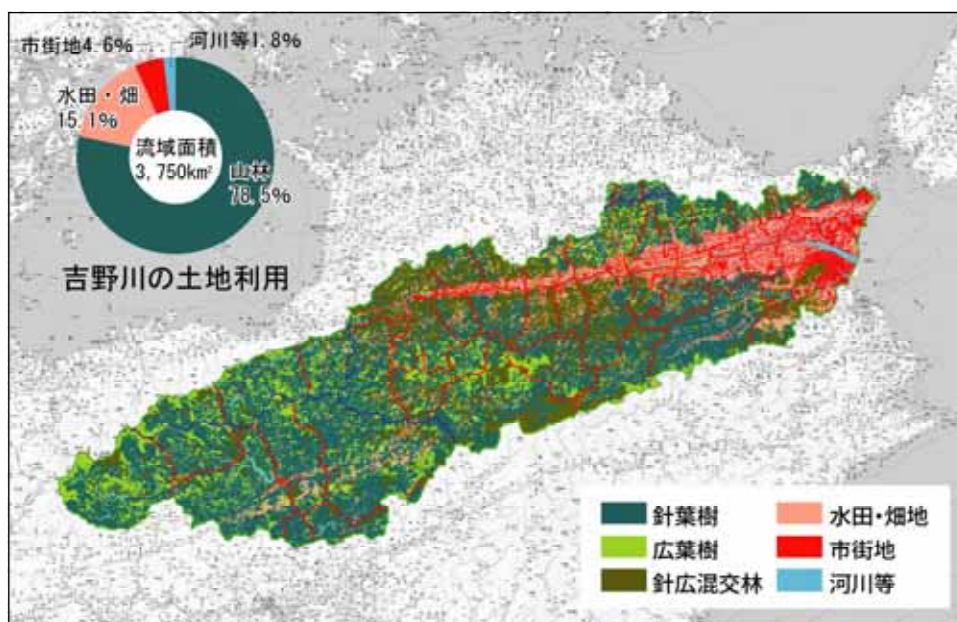 市街地4.6%
河川等1.8%
水田・畑
15.1%
流域面積
3,750km²
山林
78.5%
吉野川の土地利用
針葉樹
広葉樹
針広混交林
水田・畑地
市街地
河川等